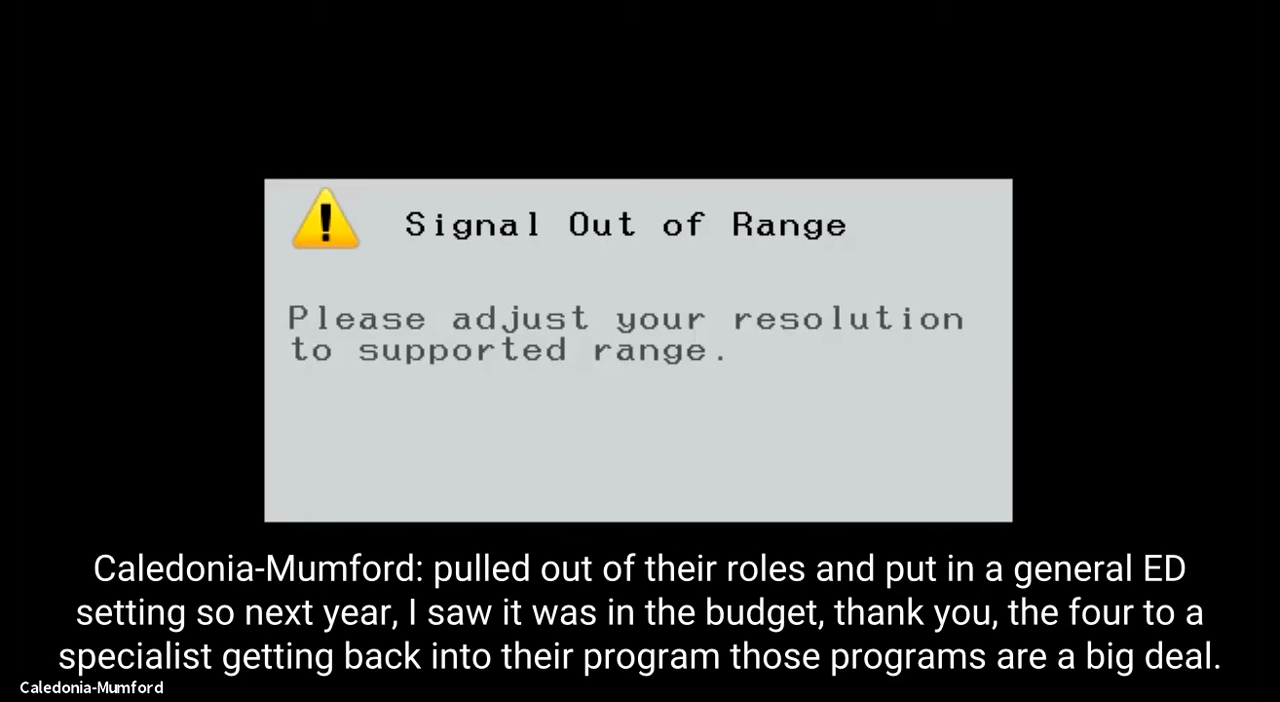 Signal Out of Range
Please adjust your resolution
to supported range.
Caledonia-Mumford: pulled out of their roles and put in a general ED
setting so next year, I saw it was in the budget, thank you, the four to a
specialist getting back into their program those programs are a big deal.
Caledonia-Mumford